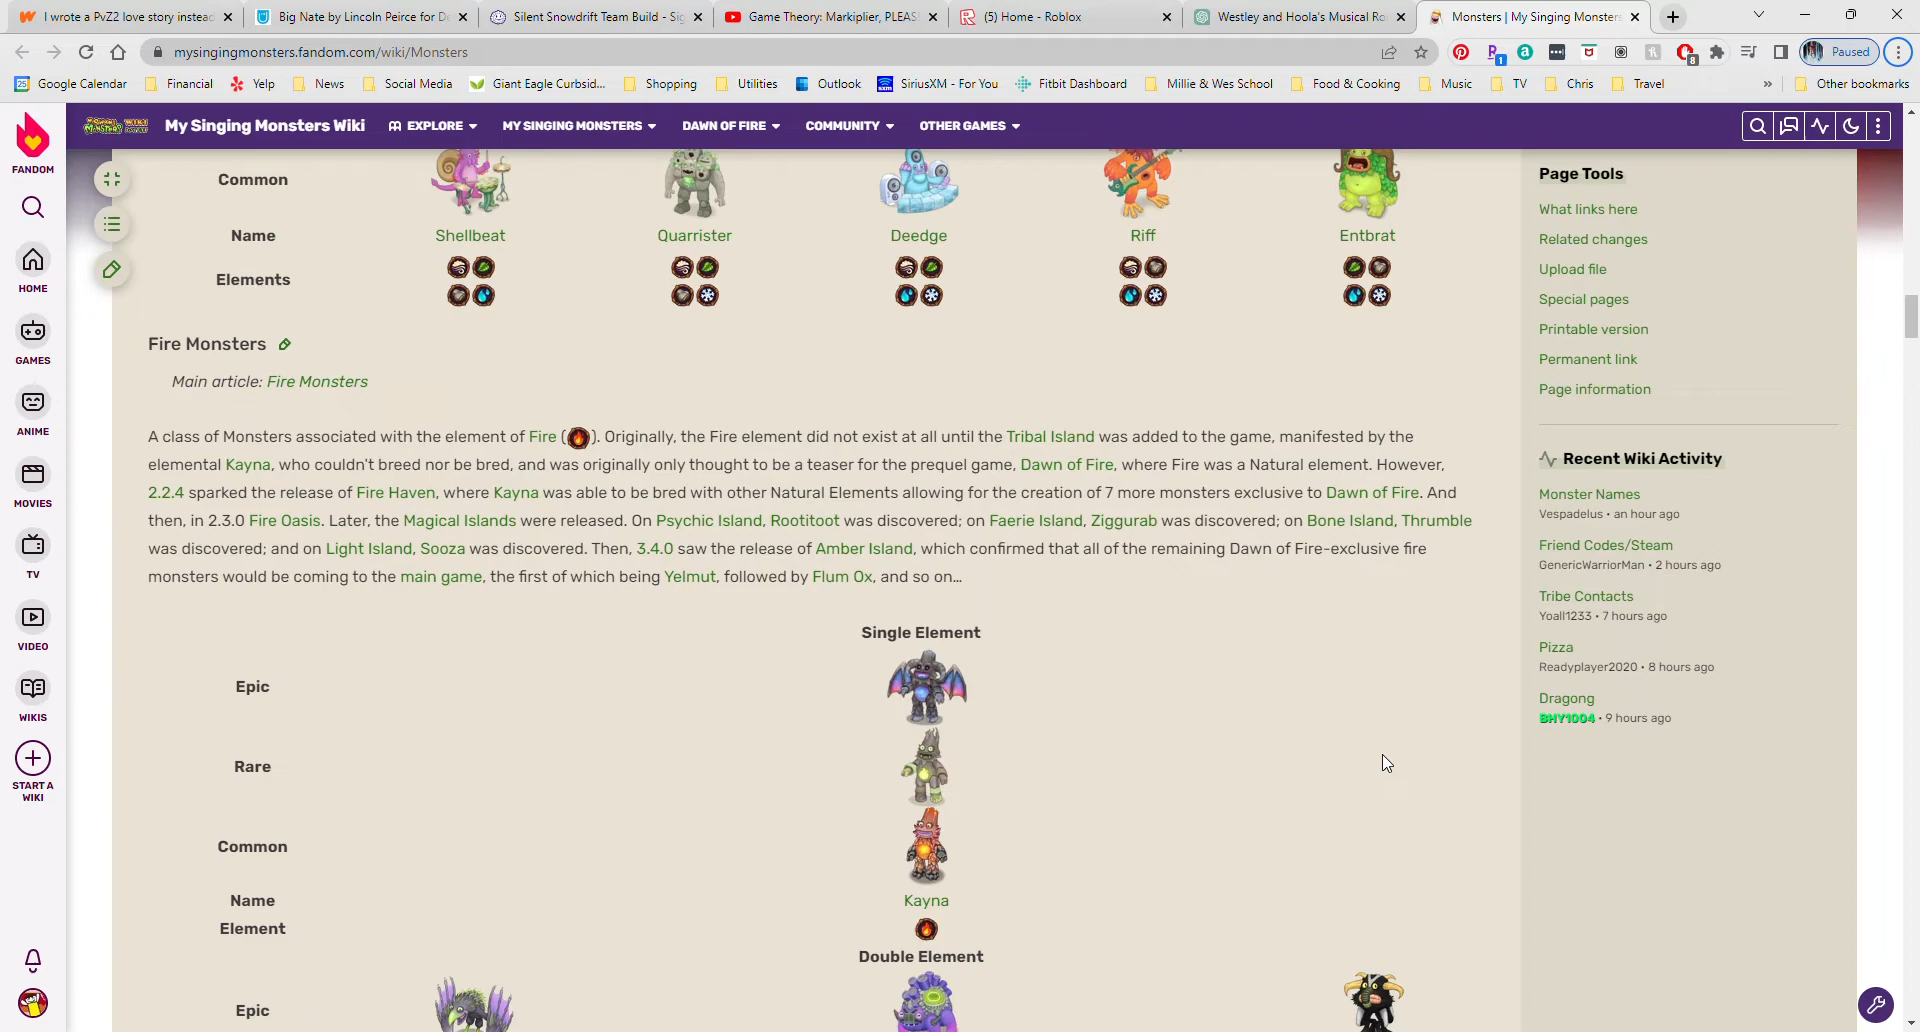 I wrote a PvZ2 love story instead
Big Nate by Lincoln Peirce for De
Silent Snowdrift Team Build - Sig
Game Theory: Markiplier, PLEAS
(5) Home - Roblox
Westley and Hoola's Musical Ro
Monsters | My Singing Monsters
mysingingmonsters.fandom.com/wiki/Monsters
1
8
Paused
25
Google Calendar
Financial
Yelp
News
Social Media
Giant Eagle Curbsid...
Shopping
Utilities
Outlook
SiriusXM - For You
Fitbit Dashboard
Millie & Wes School
Food & Cooking
Music
TV
Chris
Travel
»
Other bookmarks
My Singing Monsters Wiki
EXPLORE
MY SINGING MONSTERS
DAWN OF FIRE
COMMUNITY
OTHER GAMES
FANDOM
HOME
GAMES
ANIME
MOVIES
TV
VIDEO
WIKIS
START A
WIKI
Common
Name Shellbeat Quarrister Deedge Riff Entbrat
Elements
Fire Monsters
Main article: Fire Monsters
A class of Monsters associated with the element of Fire ( ). Originally, the Fire element did not exist at all until the Tribal Island was added to the game, manifested by the
elemental Kayna, who couldn't breed nor be bred, and was originally only thought to be a teaser for the prequel game, Dawn of Fire, where Fire was a Natural element. However,
2.2.4 sparked the release of Fire Haven, where Kayna was able to be bred with other Natural Elements allowing for the creation of 7 more monsters exclusive to Dawn of Fire. And
then, in 2.3.0 Fire Oasis. Later, the Magical Islands were released. On Psychic Island, Rootitoot was discovered; on Faerie Island, Ziggurab was discovered; on Bone Island, Thrumble
was discovered; and on Light Island, Sooza was discovered. Then, 3.4.0 saw the release of Amber Island, which confirmed that all of the remaining Dawn of Fire-exclusive fire
monsters would be coming to the main game, the first of which being Yelmut, followed by Flum Ox, and so on...
Single Element
Epic
Rare
Common
Name Kayna
Element
Double Element
Epic
Page Tools
What links here
Related changes
Upload file
Special pages
Printable version
Permanent link
Page information
Recent Wiki Activity
Monster Names
Vespadelus • an hour ago
Friend Codes/Steam
GenericWarriorMan • 2 hours ago
Tribe Contacts
Yoall1233 • 7 hours ago
Pizza
Readyplayer2020 • 8 hours ago
Dragong
BHY1004 • 9 hours ago